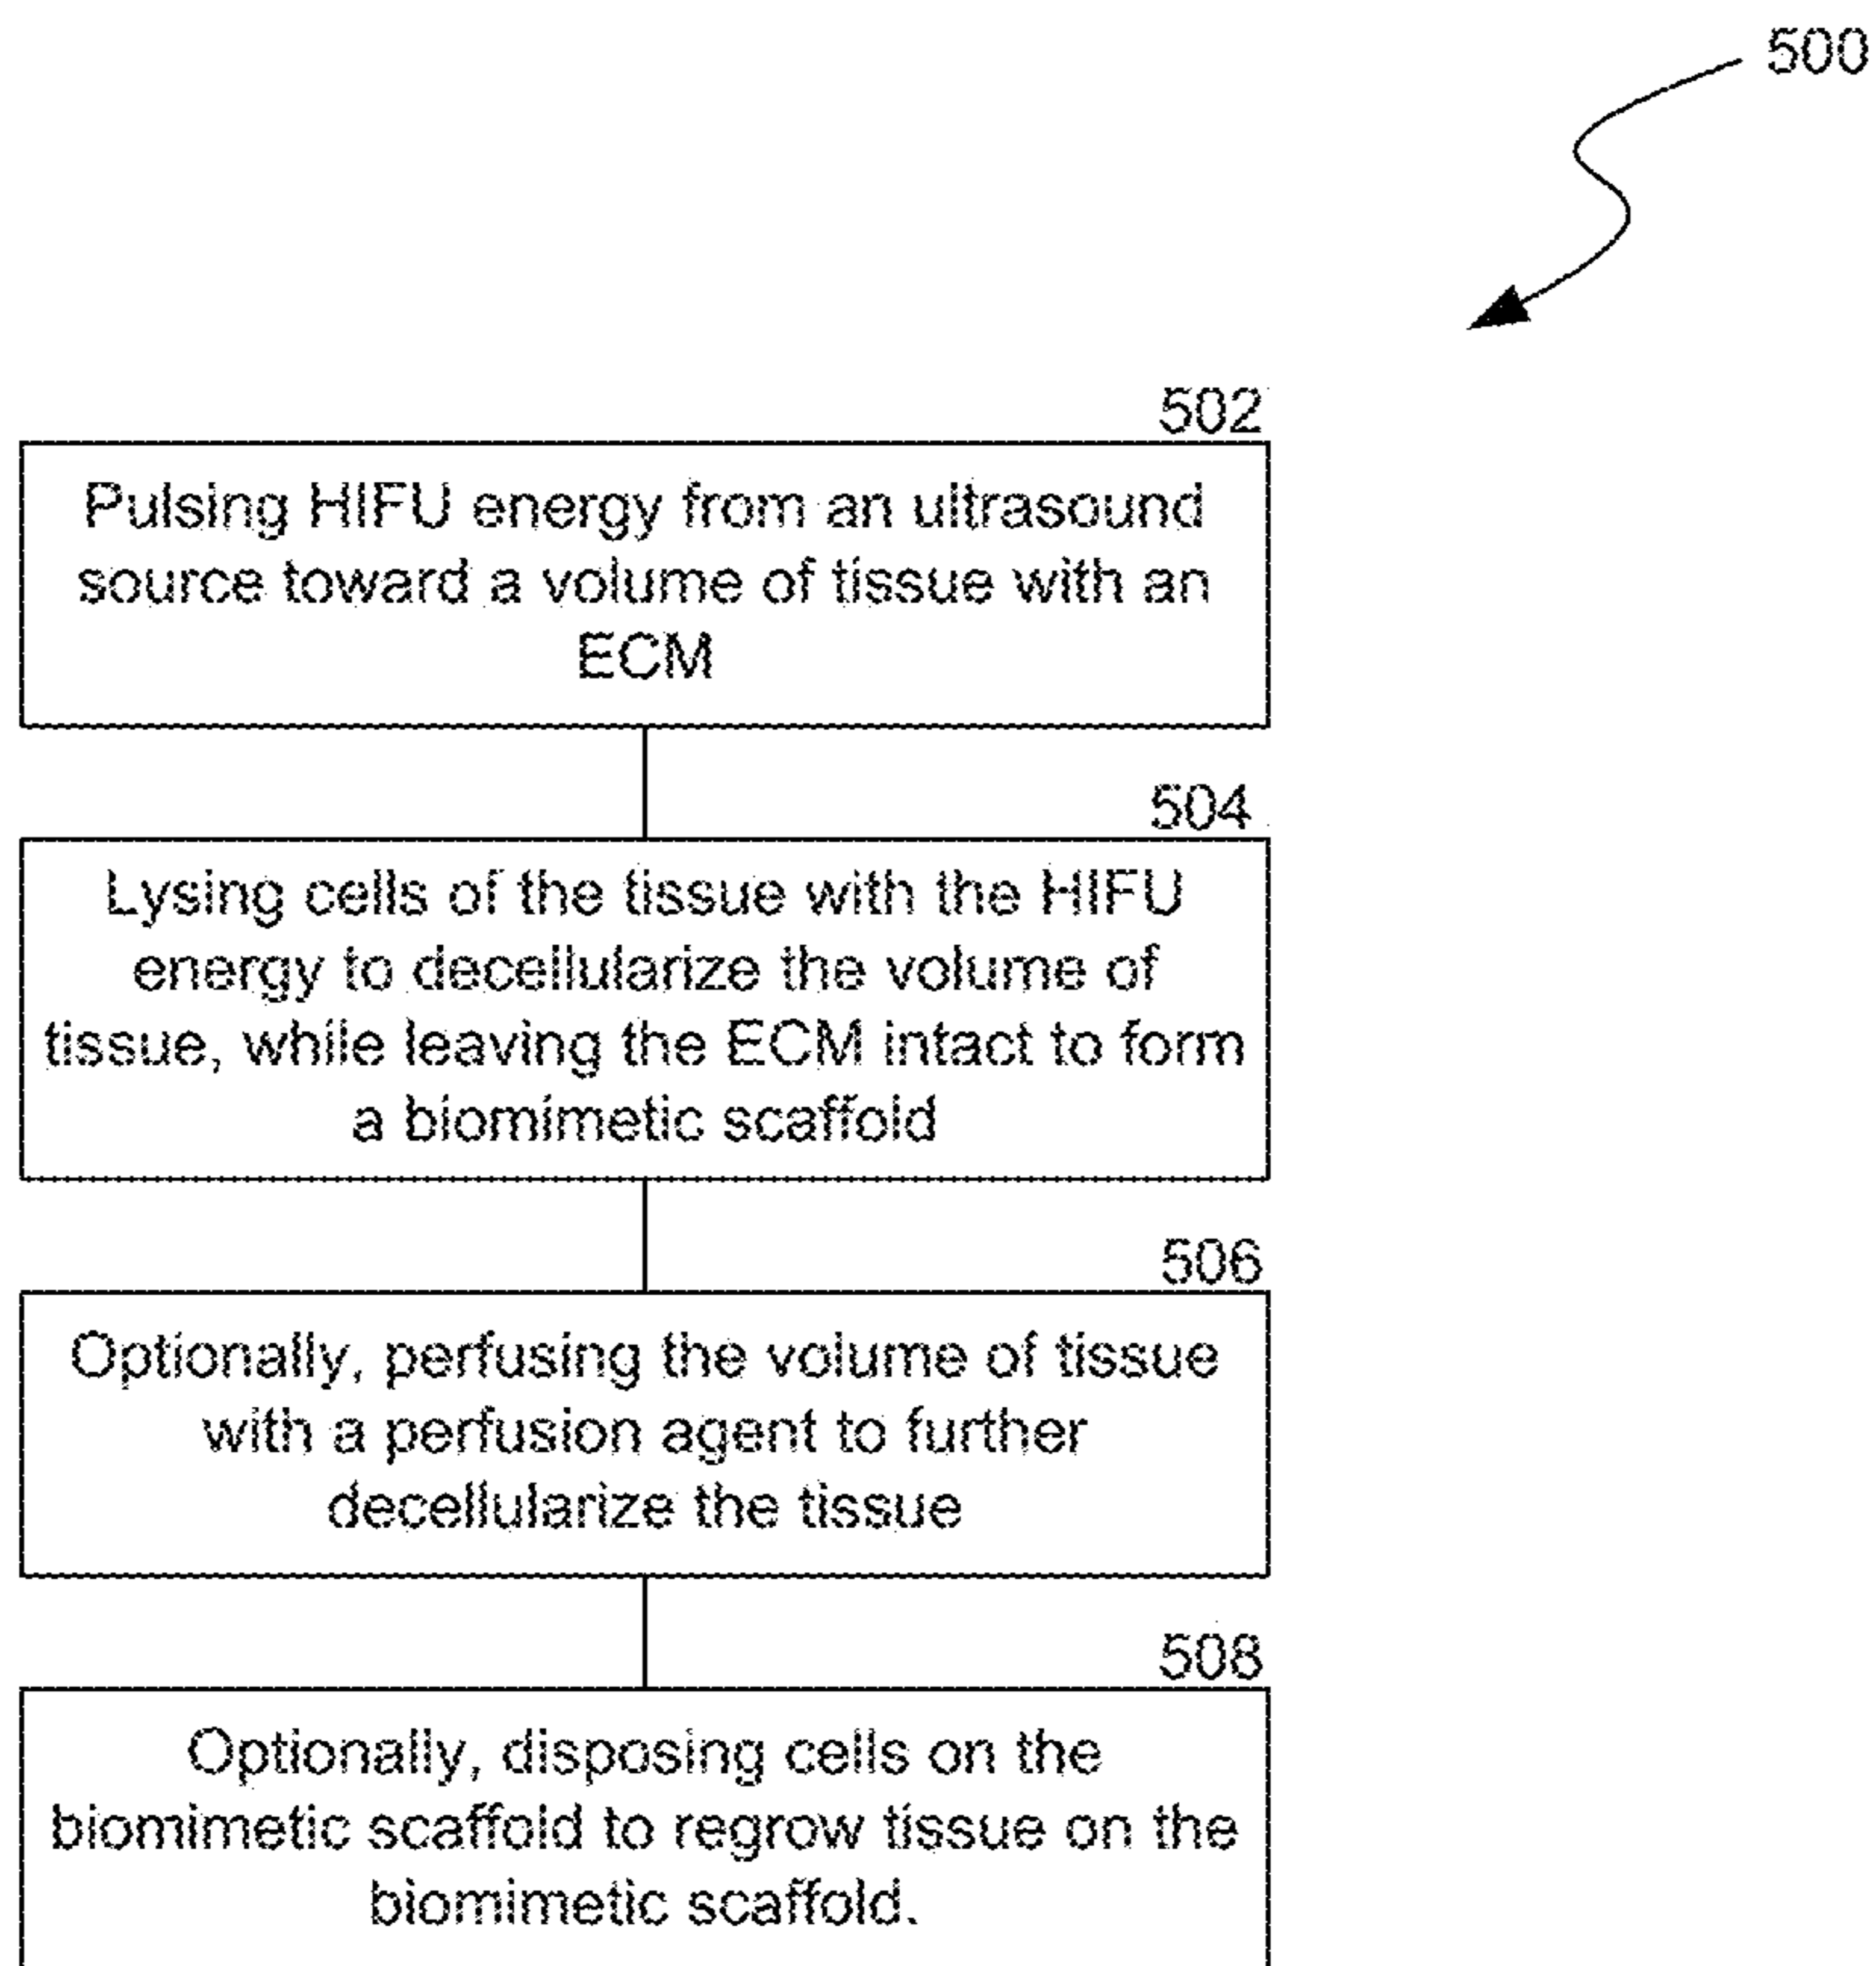 500
502
Pulsing HIFU energy from an ultrasound
source toward a volume of tissue with an
ECM
504
Lysing cells of the tissue with the HIFU
energy to decellularize the volume of
tissue, while leaving the ECM intact to form
a biomimetic scaffold
506
Optionally, perfusing the volume of tissue
with a perfusion agent to further
decellularize the tissue
508
Optionally, disposing cells on the
biomimetic scaffold to regrow tissue on the
biomimetic scaffold.